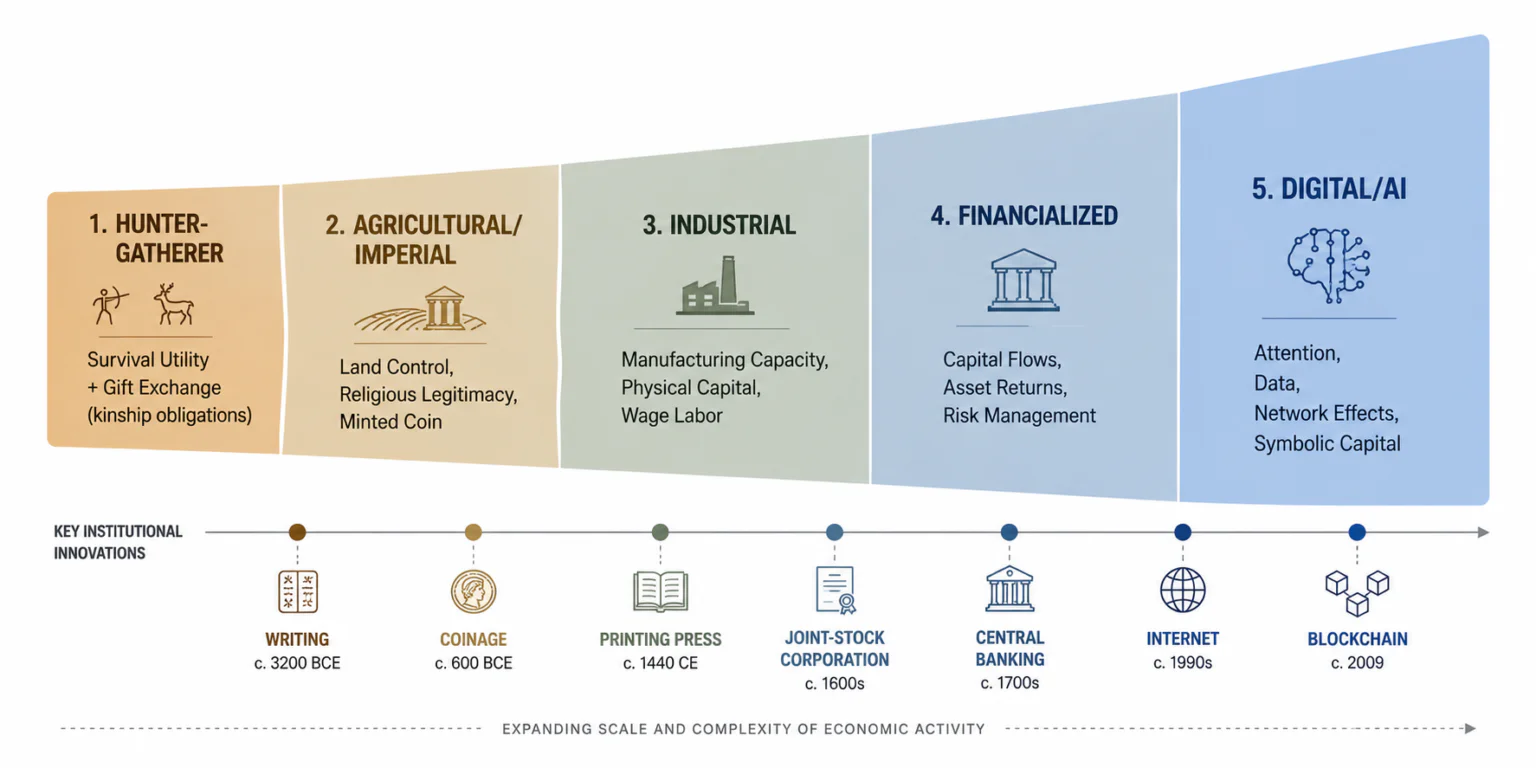 1. HUNTER-
GATHERER
Survival Utility
+ Gift Exchange
(kinship obligations)
2. AGRICULTURAL/
IMPERIAL
Land Control,
Religious Legitimacy,
Minted Coin
3. INDUSTRIAL
Manufacturing Capacity,
Physical Capital,
Wage Labor
4. FINANCIALIZED
Capital Flows,
Asset Returns,
Risk Management
5. DIGITAL/AI
Attention,
Data,
Network Effects,
Symbolic Capital
KEY INSTITUTIONAL
INNOVATIONS
WRITING
c. 3200 BCE
COINAGE
c. 600 BCE
PRINTING PRESS
c. 1440 CE
JOINT-STOCK
CORPORATION
c. 1600s
CENTRAL
BANKING
c. 1700s
INTERNET
c. 1990s
BLOCKCHAIN
c. 2009
EXPANDING SCALE AND COMPLEXITY OF ECONOMIC ACTIVITY